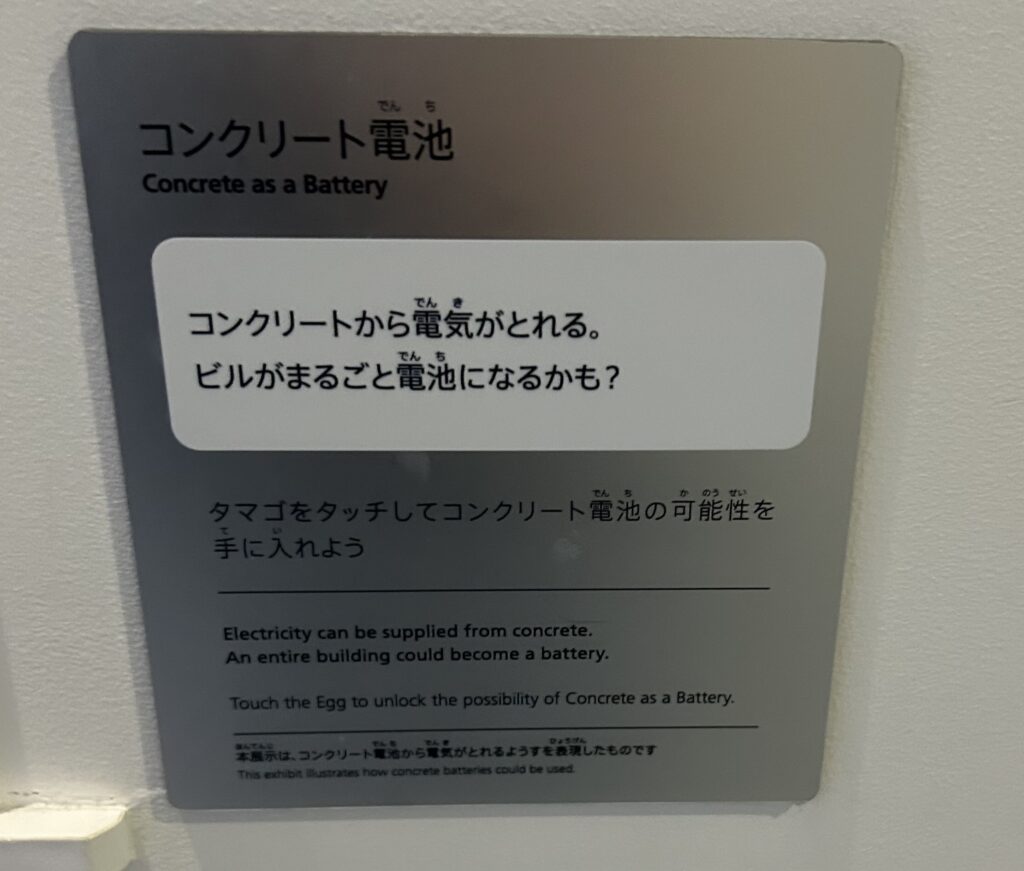 コンクリート電池
Concrete as a Battery
コンクリートから電気がとれる。
ビルがまるごと電池になるかも？
タマゴをタッチしてコンクリート電池の可能性を
手に入れよう
Electricity can be supplied from concrete.
An entire building could become a battery.
Touch the Egg to unlock the possibility of Concrete as a Battery.
本展示は、コンクリート電池から電気がとれるようすを表現したものです
This exhibit illustrates how concrete batteries could be used.